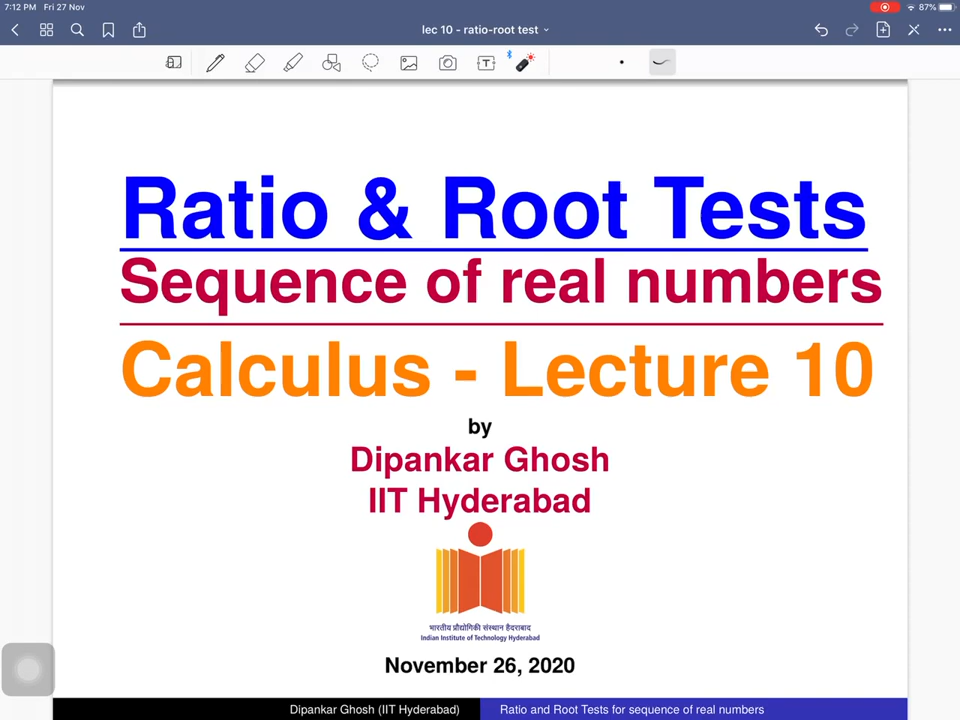 7:12 PM Fri 27 Nov
87%
lec 10 - ratio-root test
T
Ratio & Root Tests
Sequence of real numbers
Calculus - Lecture 10
by
Dipankar Ghosh
IIT Hyderabad
भारतीय प्रौद्योगिकी संस्थान हैदराबाद
Indian Institute of Technology Hyderabad
November 26, 2020
Dipankar Ghosh (IIT Hyderabad)
Ratio and Root Tests for sequence of real numbers